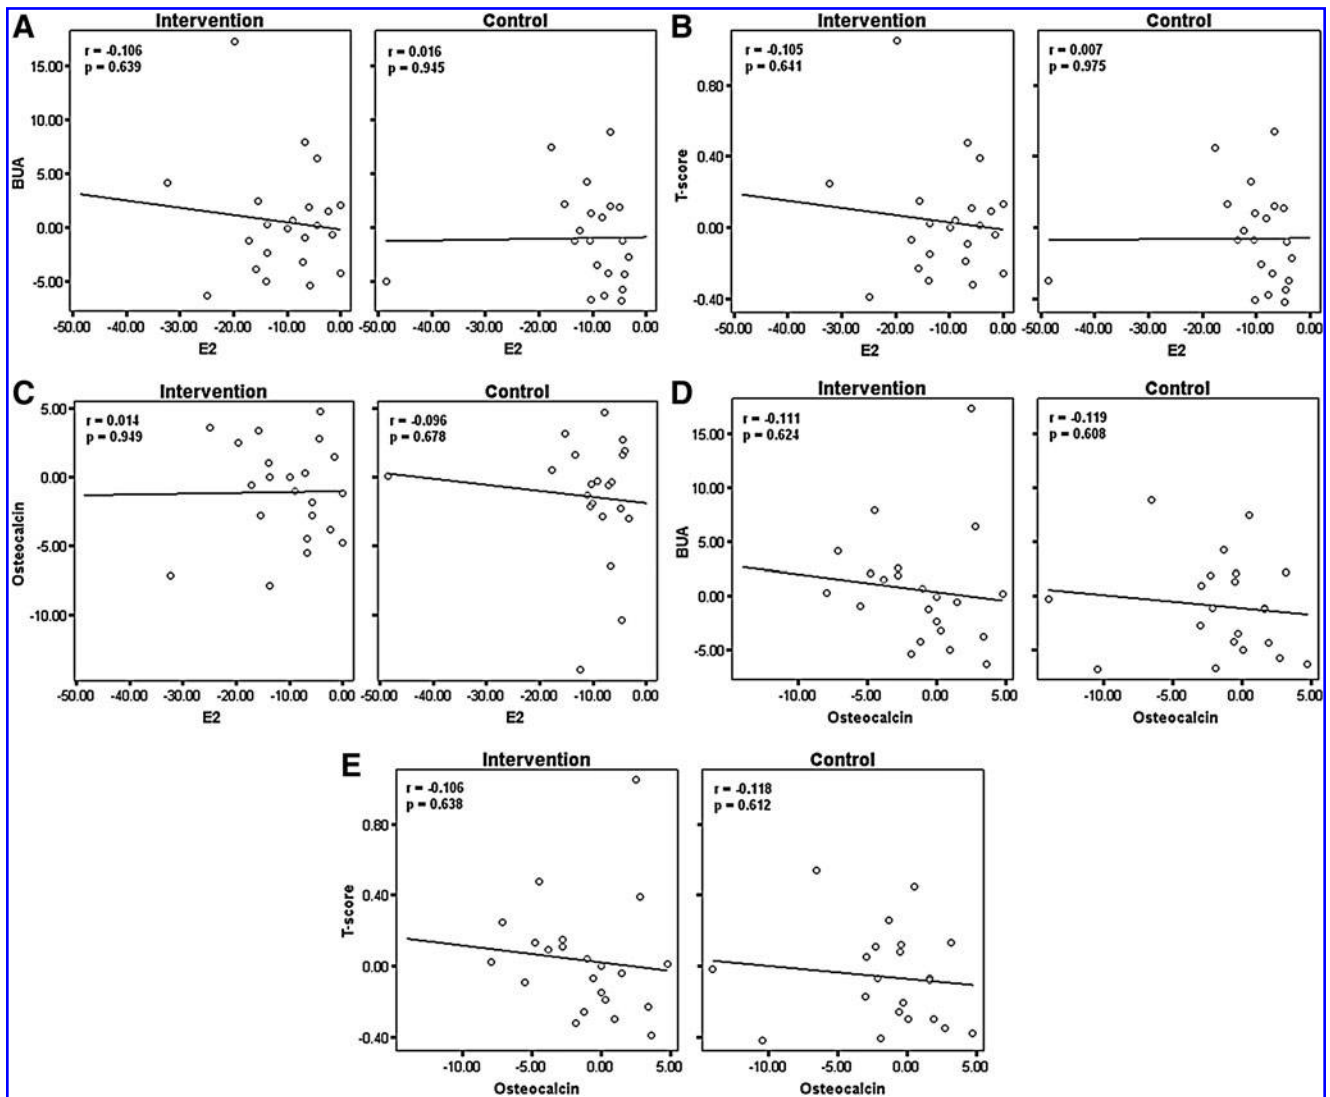 A
Intervention
Control
r = -0.106
p = 0.639
r = 0.016
p = 0.945
BUA
15.00
10.00
5.00
0.00
-5.00
-50.00 -40.00 -30.00 -20.00 -10.00 0.00
-50.00 -40.00 -30.00 -20.00 -10.00 0.00
E2
E2
B
Intervention
Control
r = -0.105
p = 0.641
r = 0.007
p = 0.975
T-score
0.80
0.40
0.00
-0.40
-50.00 -40.00 -30.00 -20.00 -10.00 0.00
-50.00 -40.00 -30.00 -20.00 -10.00 0.00
E2
E2
C
Intervention
Control
r = 0.014
p = 0.949
r = -0.096
p = 0.678
Osteocalcin
5.00
0.00
-5.00
-10.00
-50.00 -40.00 -30.00 -20.00 -10.00 0.00
-50.00 -40.00 -30.00 -20.00 -10.00 0.00
E2
E2
D
Intervention
Control
r = -0.111
p = 0.624
r = -0.119
p = 0.608
BUA
15.00
10.00
5.00
0.00
-5.00
-10.00 -5.00 0.00 5.00
-10.00 -5.00 0.00 5.00
Osteocalcin
Osteocalcin
E
Intervention
Control
r = -0.106
p = 0.638
r = -0.118
p = 0.612
T-score
0.80
0.40
0.00
-0.40
-10.00 -5.00 0.00 5.00
-10.00 -5.00 0.00 5.00
Osteocalcin
Osteocalcin